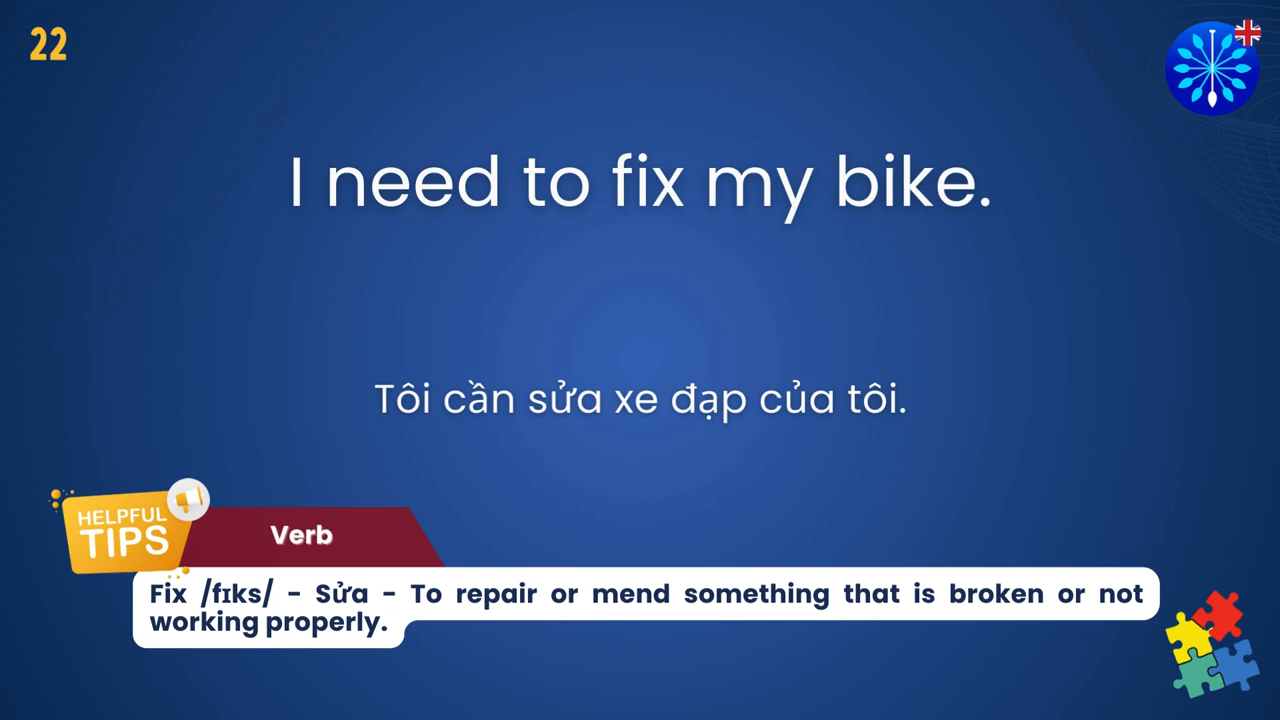 22
I need to fix my bike.
Tôi cần sửa xe đạp của tôi.
HELPFUL
TIPS
Verb
Fix /fɪks/ - Sửa - To repair or mend something that is broken or not
working properly.